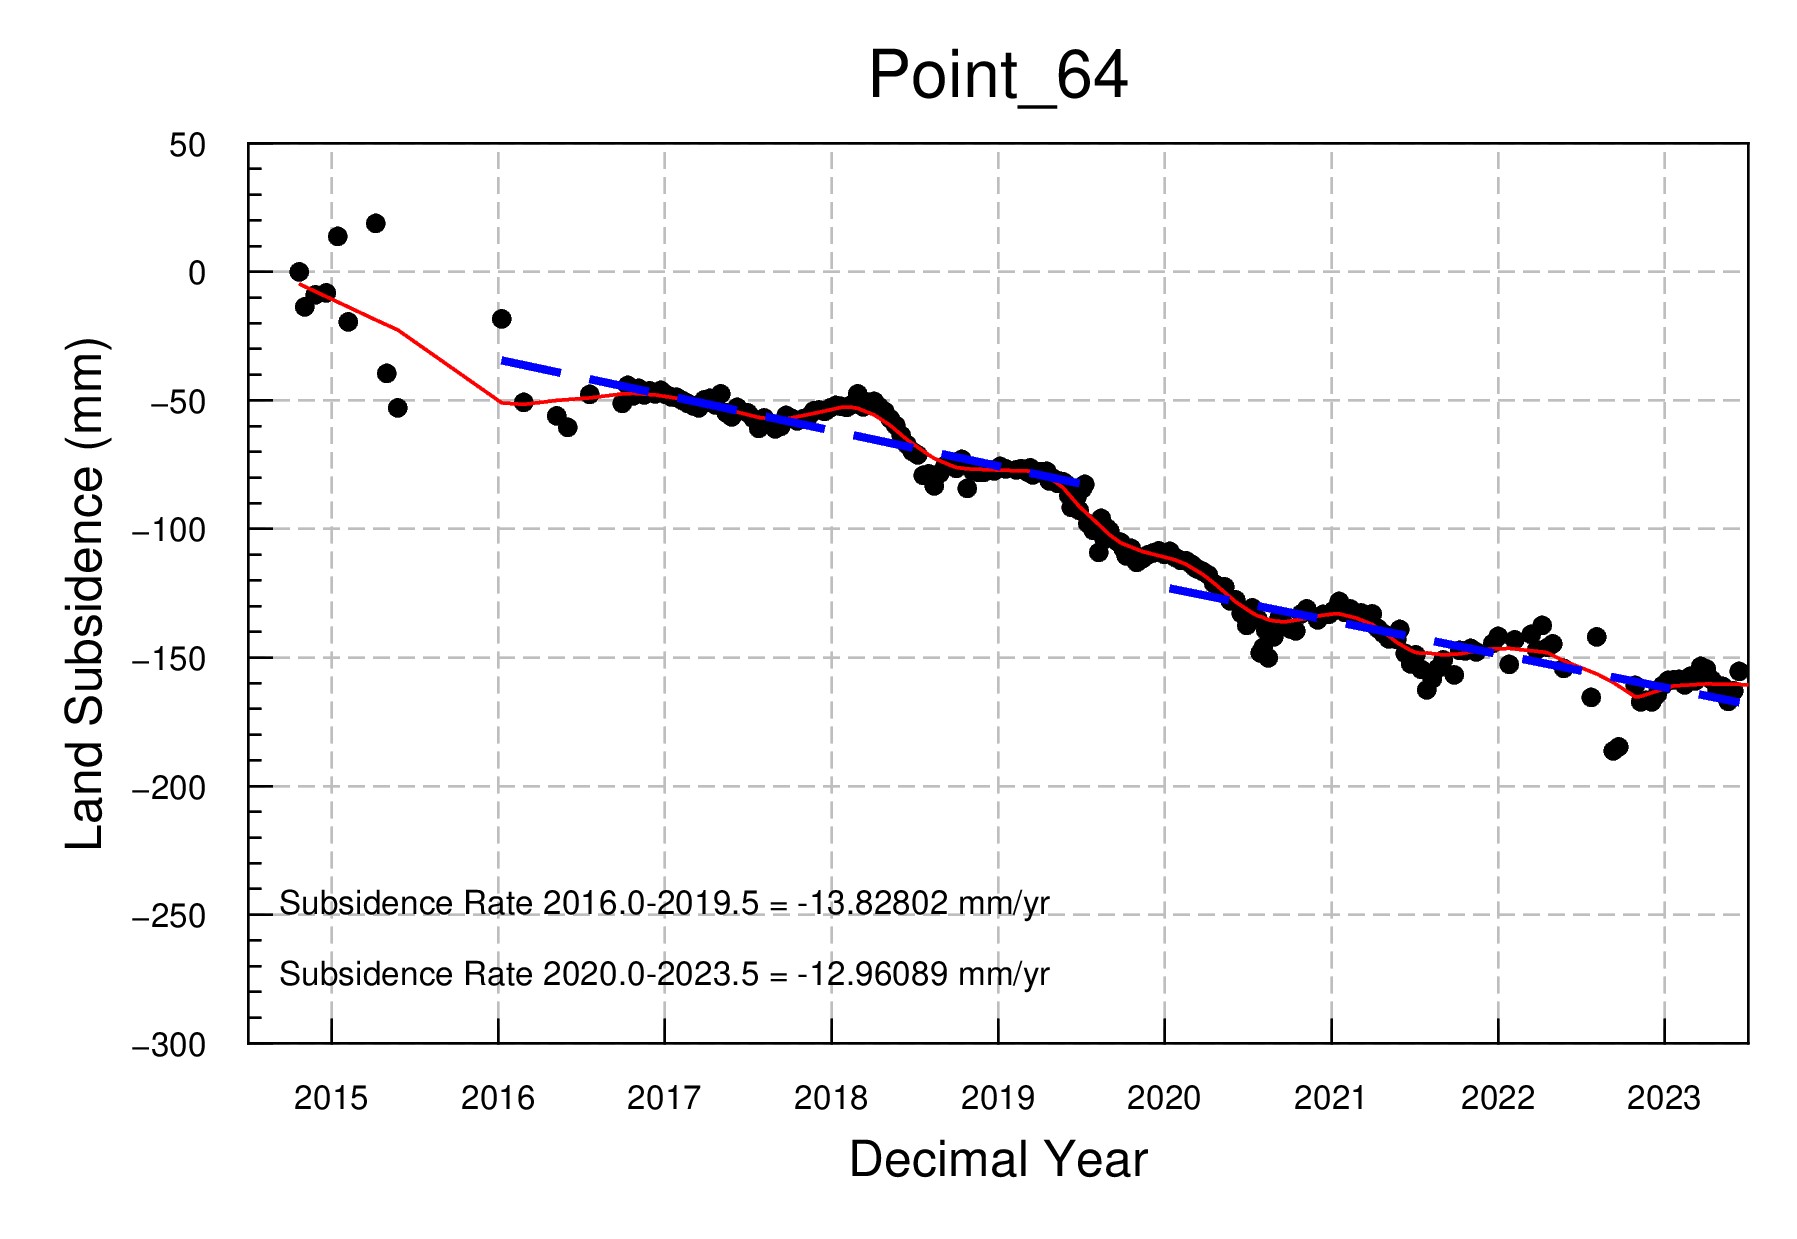 Point_64
50
0
−50
−100
−150
−200
−250
−300
Land Subsidence (mm)
Subsidence Rate 2016.0-2019.5 = -13.82802 mm/yr
Subsidence Rate 2020.0-2023.5 = -12.96089 mm/yr
2015 2016 2017 2018 2019 2020 2021 2022 2023
Decimal Year